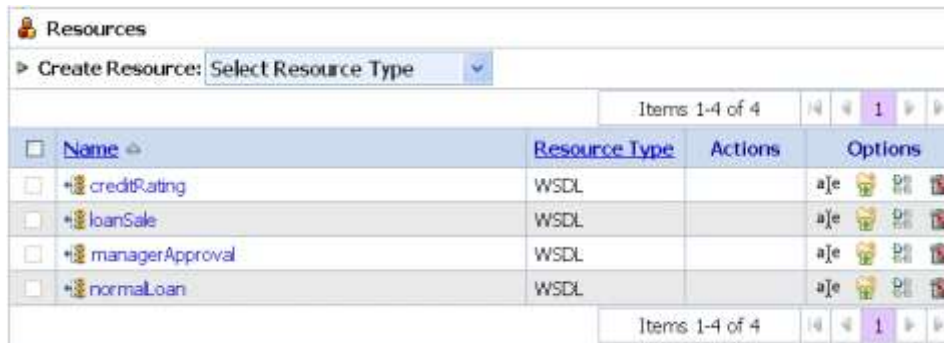 Resources
Create Resource: Select Resource Type
Items 1-4 of 4 1
Name Resource Type Actions Options
creditRating WSDL a]e
loanSale WSDL a]e
managerApproval WSDL a]e
normalLoan WSDL a]e
Items 1-4 of 4 1